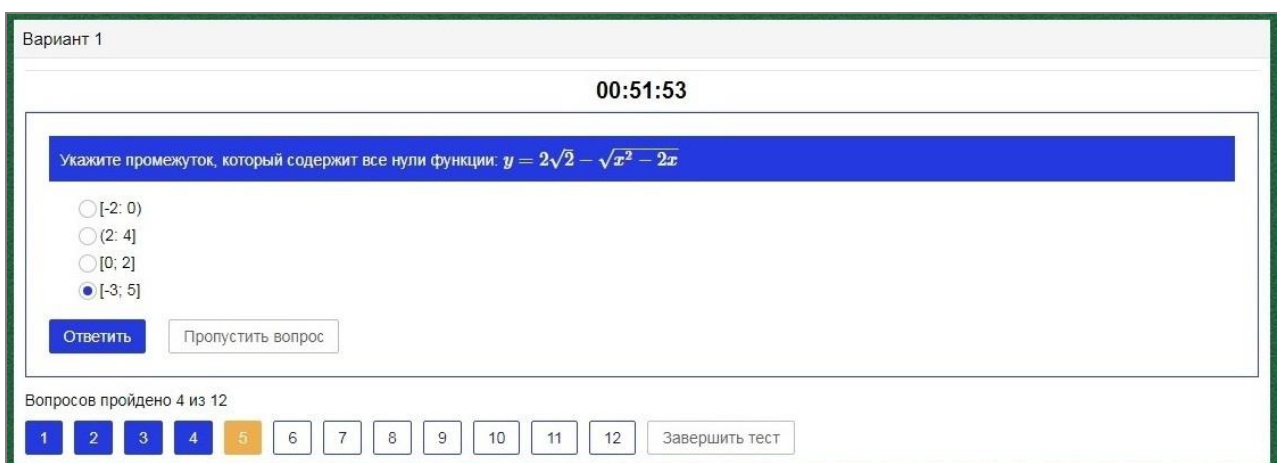 Вариант 1
00:51:53
Укажите промежуток, который содержит все нули функции: y = 2√2 − √(x² − 2x)
[-2: 0)
(2: 4]
[0; 2]
[-3; 5]
Ответить Пропустить вопрос
Вопросов пройдено 4 из 12
1 2 3 4 5 6 7 8 9 10 11 12 Завершить тест